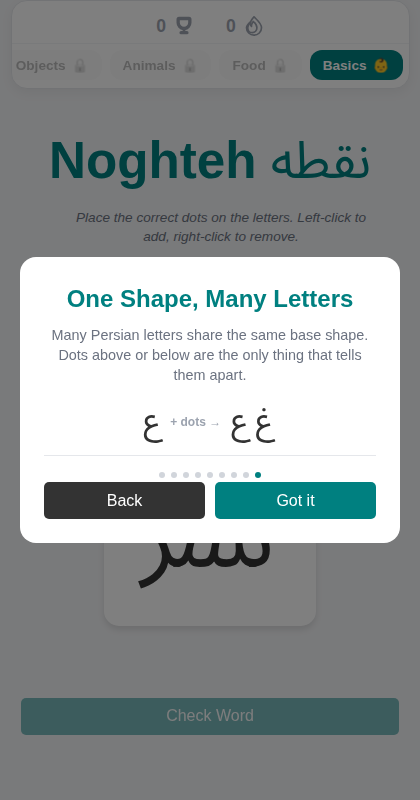 0 0
Objects Animals Food Basics
Noghteh نقطه
Place the correct dots on the letters. Left-click to
add, right-click to remove.
One Shape, Many Letters
Many Persian letters share the same base shape.
Dots above or below are the only thing that tells
them apart.
ع + dots → ع غ
Back Got it
Check Word